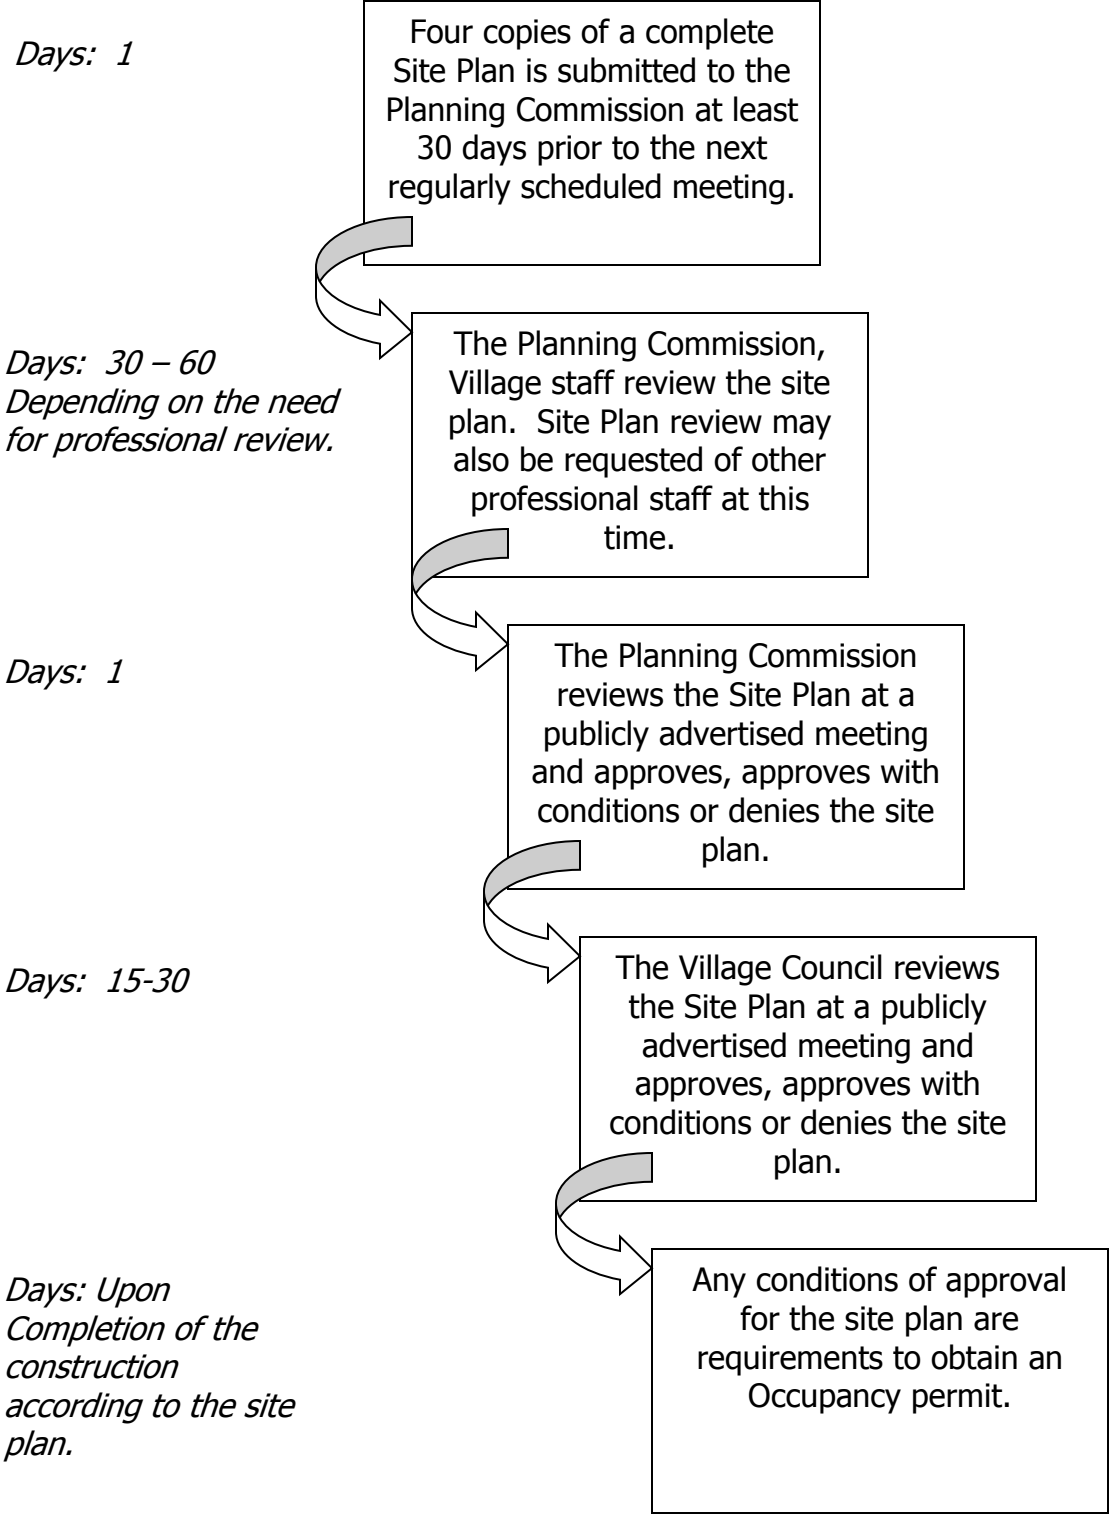 Days:  1
Four copies of a complete
Site Plan is submitted to the
Planning Commission at least
30 days prior to the next
regularly scheduled meeting.
Days:  30 – 60
Depending on the need
for professional review.
The Planning Commission,
Village staff review the site
plan.  Site Plan review may
also be requested of other
professional staff at this
time.
Days:  1
The Planning Commission
reviews the Site Plan at a
publicly advertised meeting
and approves, approves with
conditions or denies the site
plan.
Days:  15-30
The Village Council reviews
the Site Plan at a publicly
advertised meeting and
approves, approves with
conditions or denies the site
plan.
Days: Upon
Completion of the
construction
according to the site
plan.
Any conditions of approval
for the site plan are
requirements to obtain an
Occupancy permit.